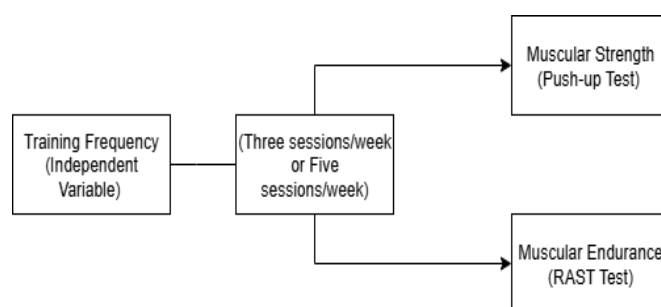 Training Frequency
(Independent
Variable)
(Three sessions/week
or Five
sessions/week)
Muscular Strength
(Push-up Test)
Muscular Endurance
(RAST Test)